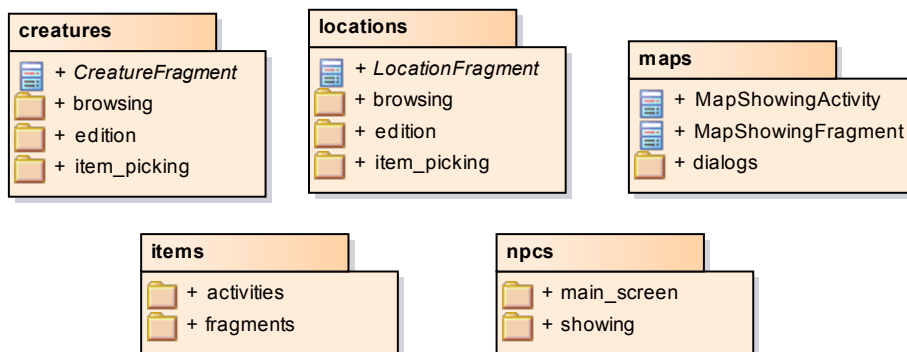 creatures
+ CreatureFragment
+ browsing
+ edition
+ item_picking
locations
+ LocationFragment
+ browsing
+ edition
+ item_picking
maps
+ MapShowingActivity
+ MapShowingFragment
+ dialogs
items
+ activities
+ fragments
npcs
+ main_screen
+ showing